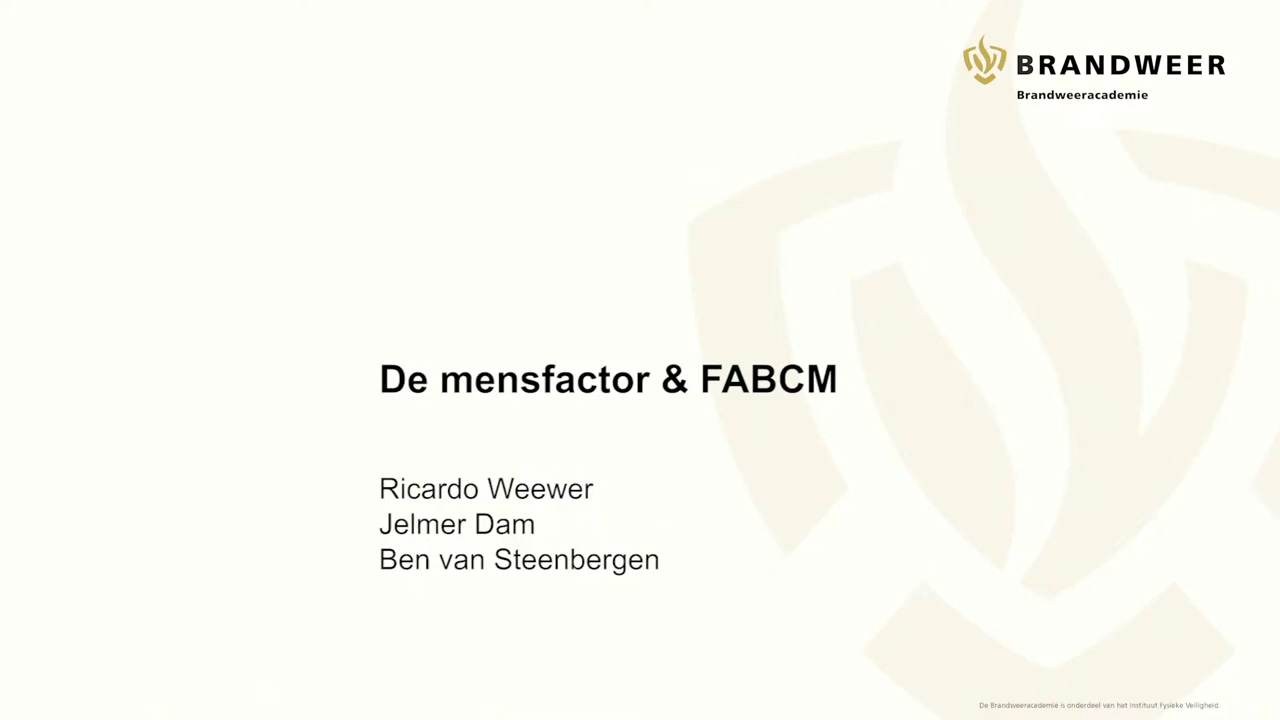 BRANDWEER
Brandweeracademie
De mensfactor & FABCM
Ricardo Weewer
Jelmer Dam
Ben van Steenbergen
De Brandweeracademie is onderdeel van het Instituut Fysieke Veiligheid.